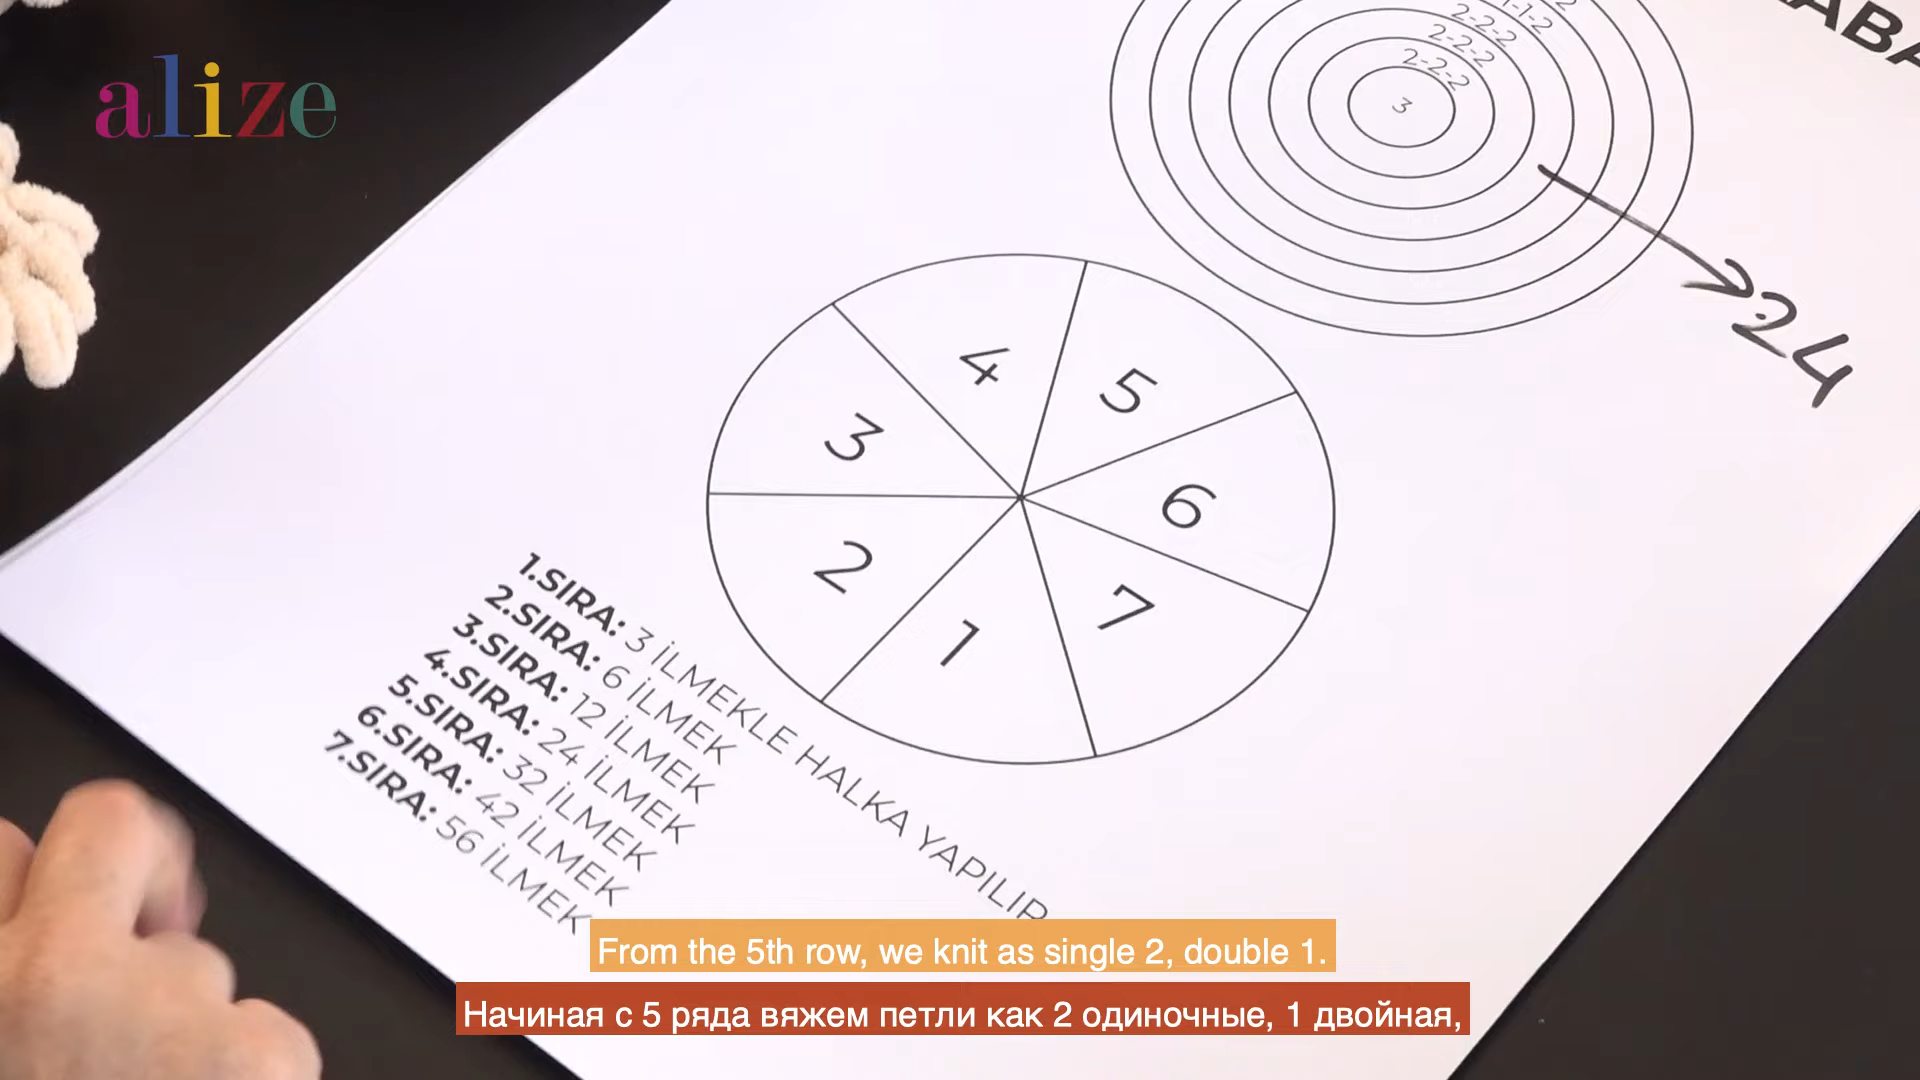 alize
2-2-2
2-2-2
2-2-2
3
24
4
5
3
6
2
7
1
1.SIRA: 3 İLMEKLE HALKA YAPILIR
2.SIRA: 6 İLMEK
3.SIRA: 12 İLMEK
4.SIRA: 24 İLMEK
5.SIRA: 32 İLMEK
6.SIRA: 42 İLMEK
7.SIRA: 56 İLMEK
From the 5th row, we knit as single 2, double 1.
Начиная с 5 ряда вяжем петли как 2 одиночные, 1 двойная,